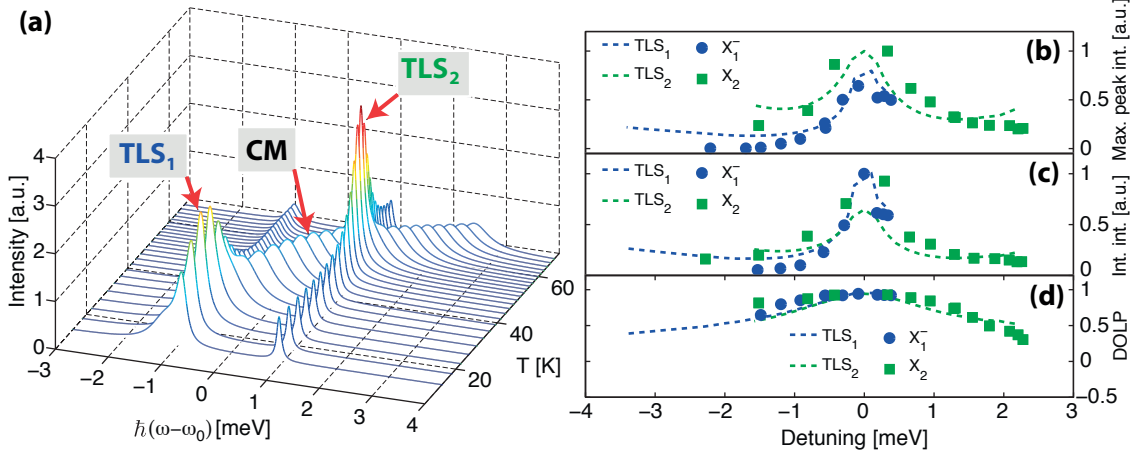 (a)
TLS₂
TLS₁
CM
Intensity [a.u.]
4
3
2
1
0
−3
−2
−1
0
1
2
3
4
ħ(ω−ω₀) [meV]
20
40
60
T [K]
(b)
TLS₁ X₁⁻
TLS₂ X₂
1
0.5
0
Max. peak int. [a.u.]
(c)
TLS₁ X₁⁻
TLS₂ X₂
1
0.5
0
Int. int. [a.u.]
(d)
TLS₁ X₁⁻
TLS₂ X₂
1
0
−0.5
DOLP
−4 −3 −2 −1 0 1 2 3
Detuning [meV]